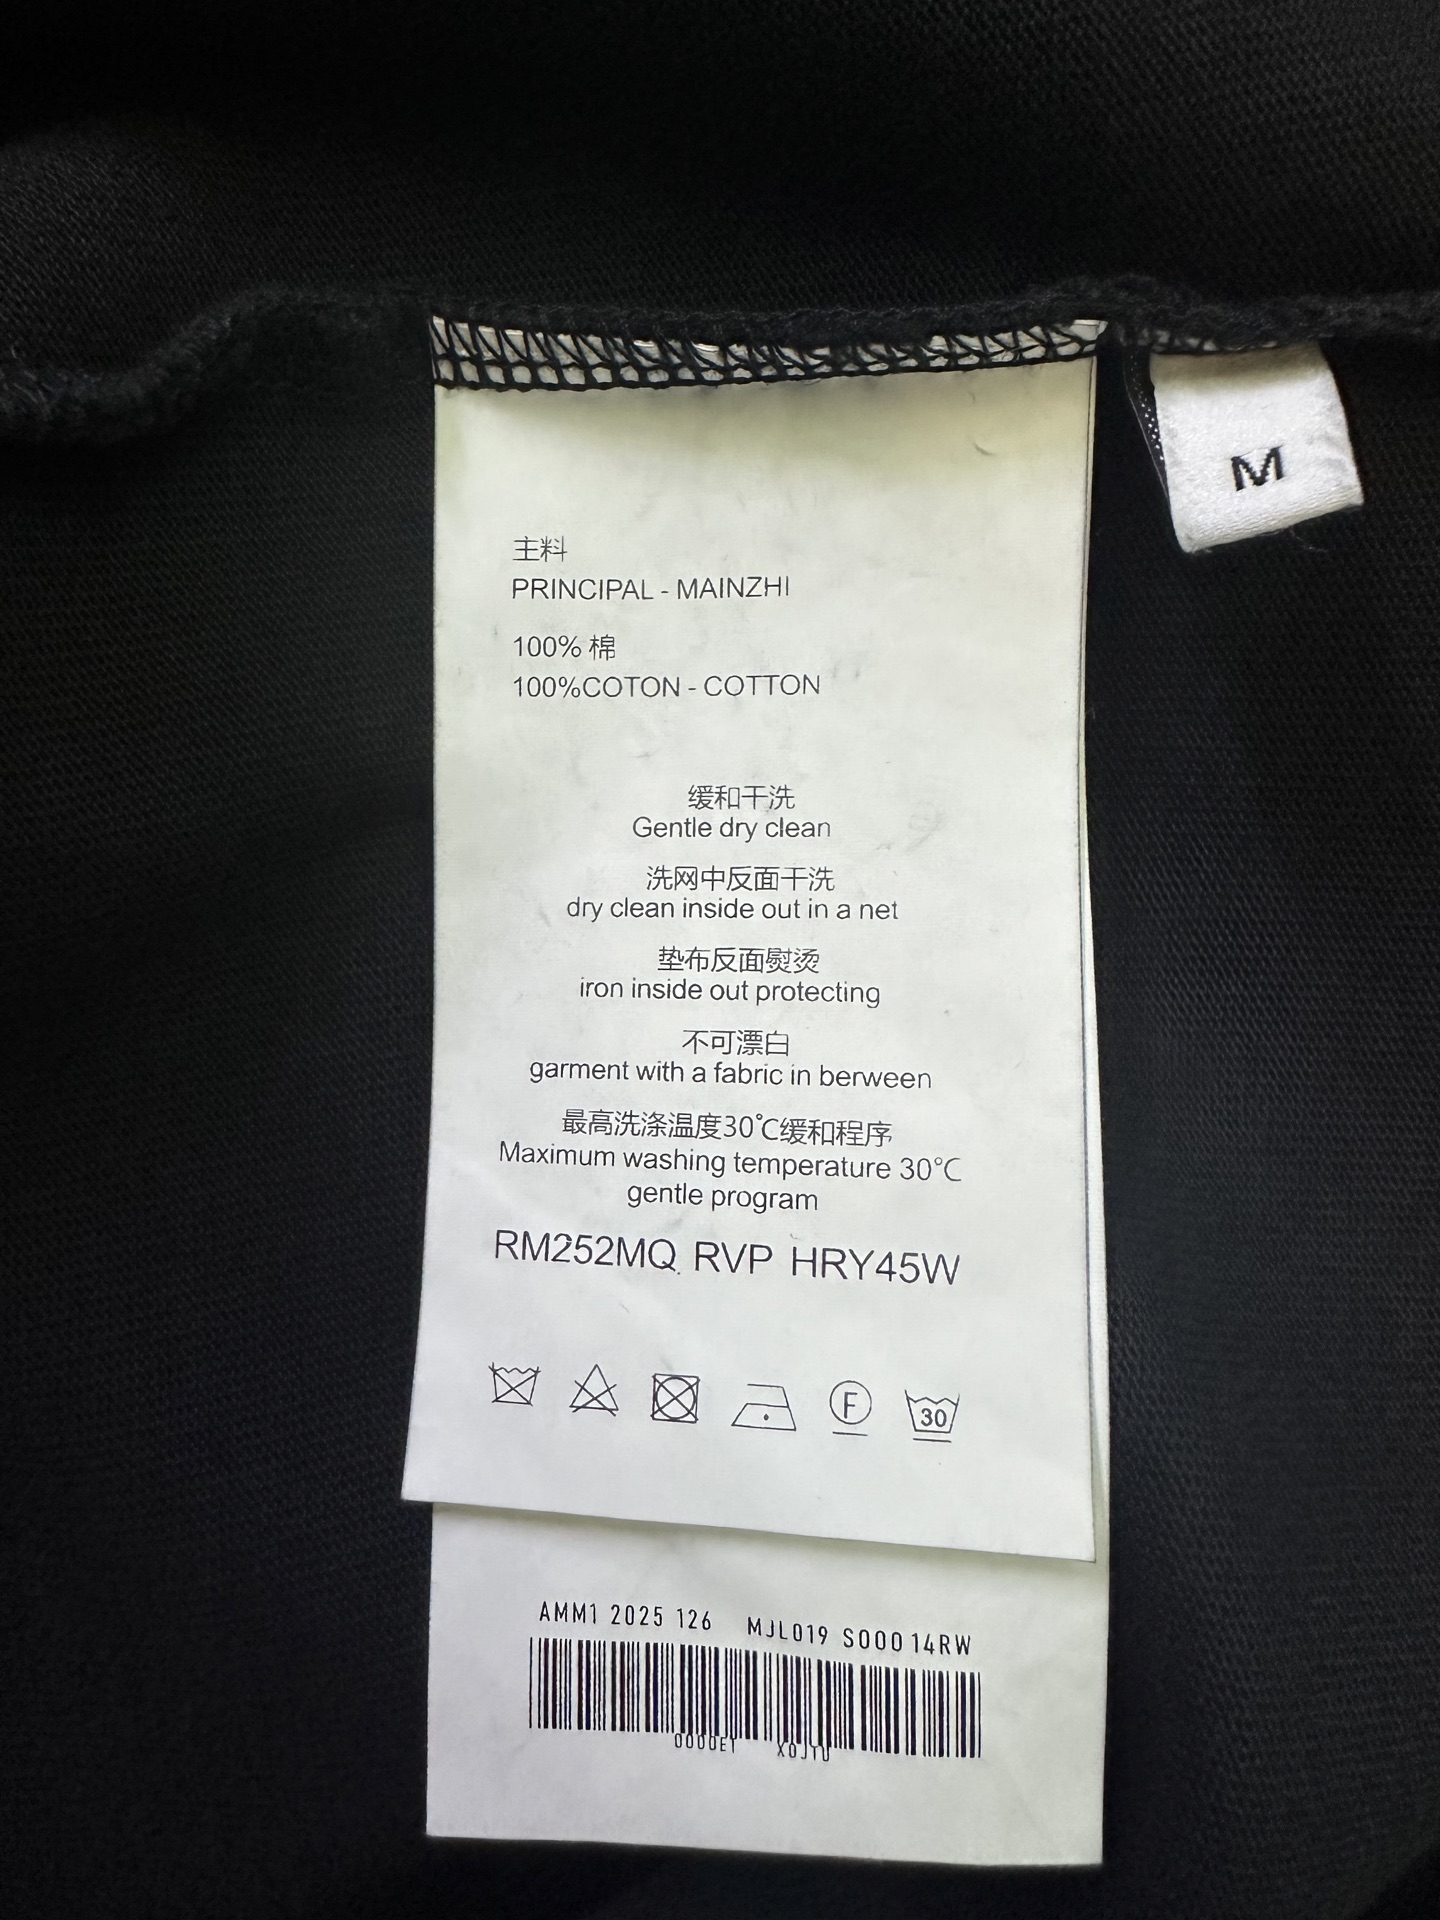 M
主料
PRINCIPAL - MAINZHI
100% 棉
100%COTON - COTTON
缓和干洗
Gentle dry clean
洗网中反面干洗
dry clean inside out in a net
垫布反面熨烫
iron inside out protecting
不可漂白
garment with a fabric in berween
最高洗涤温度30℃缓和程序
Maximum washing temperature 30℃
gentle program
RM252MQ RVP HRY45W
F
30
AMM1 2025 126 MJL019 S000 14RW